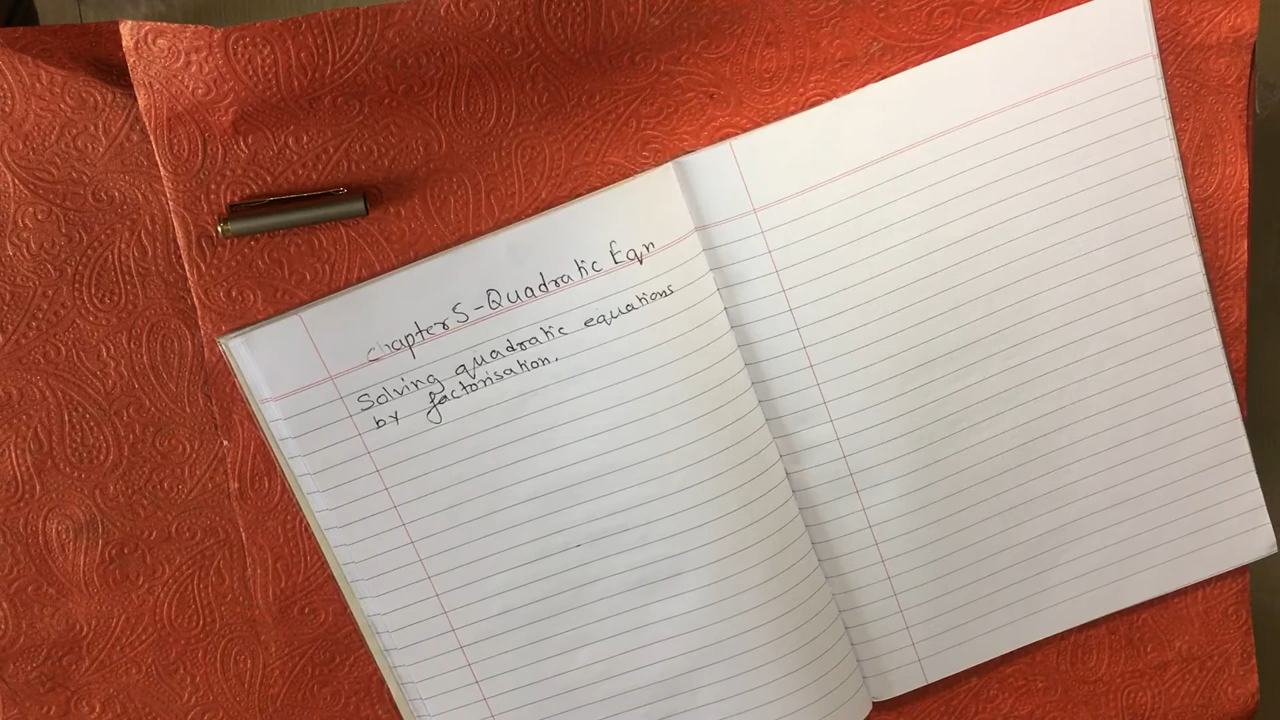 Chapter 5-Quadratic Eqn
Solving quadratic equations
by factorisation.